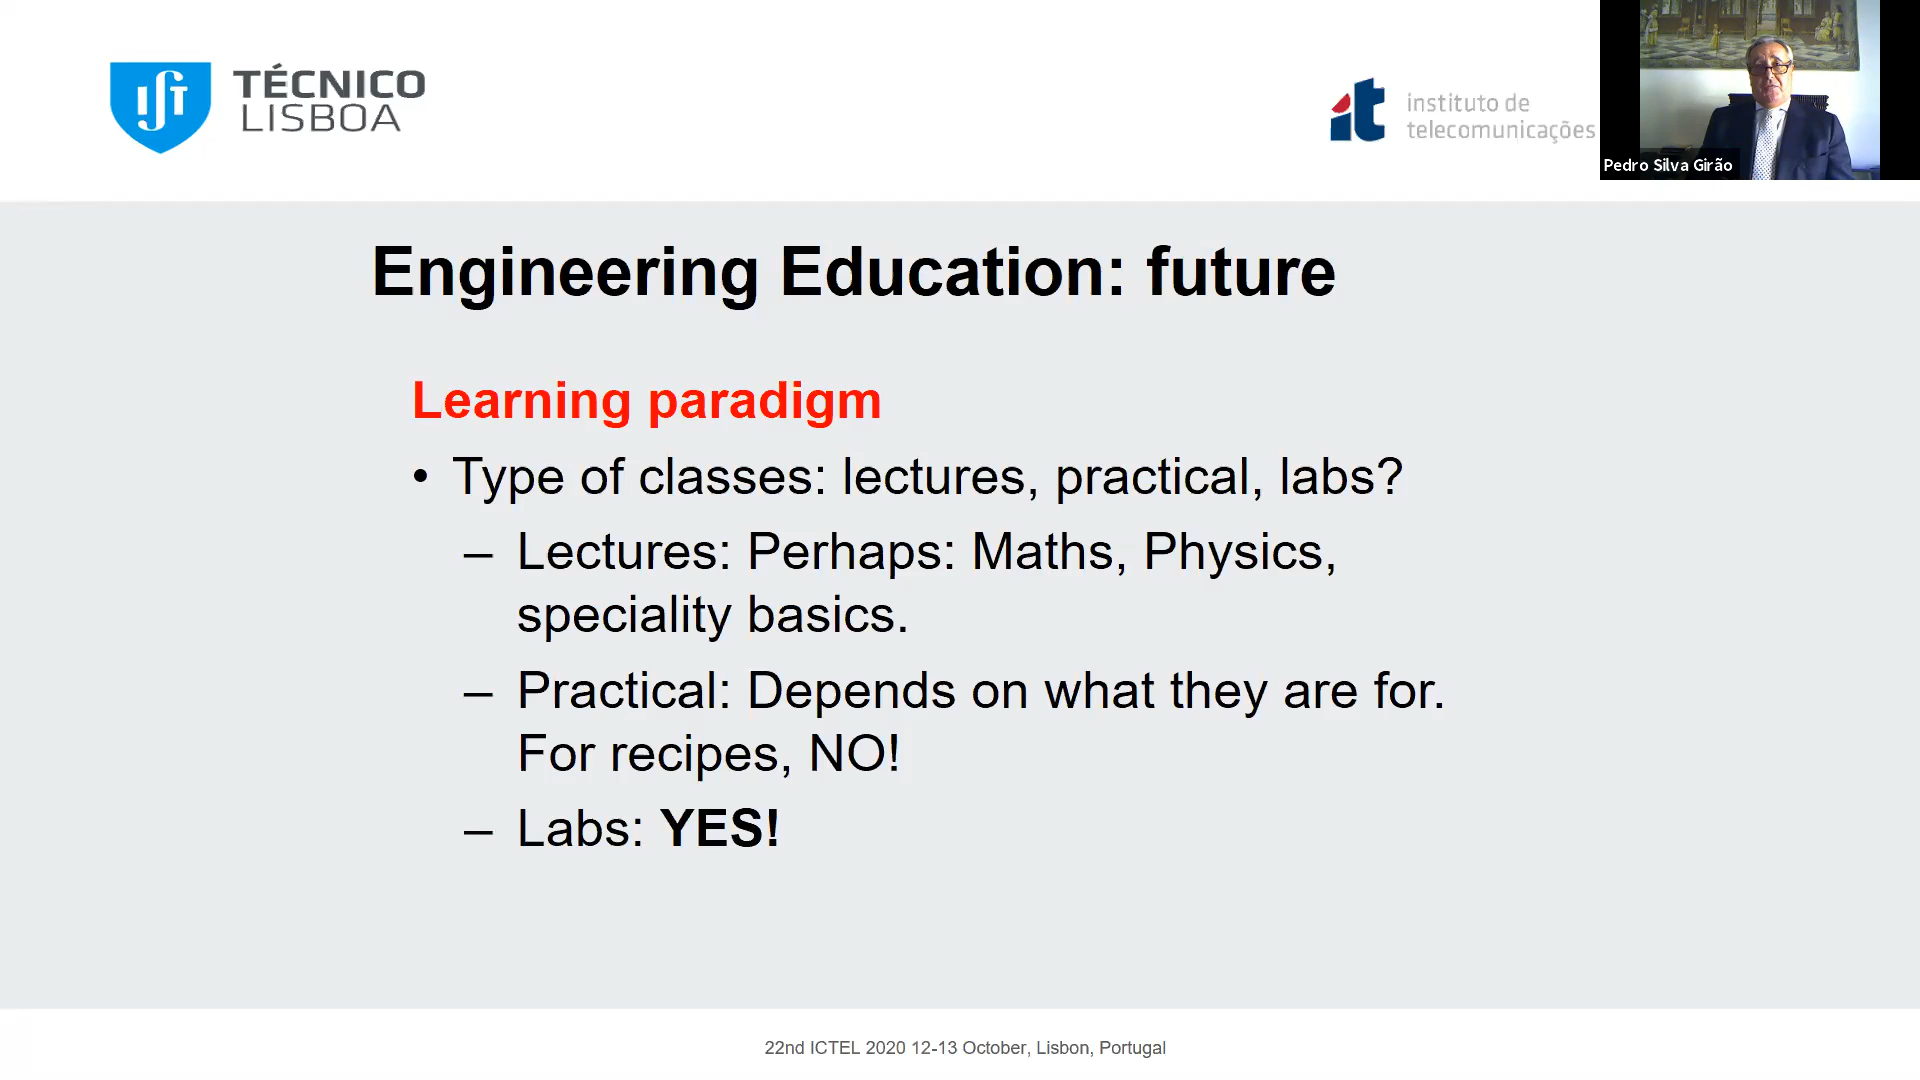 TÉCNICO
LISBOA
instituto de
telecomunicações
Pedro Silva Girão
Engineering Education: future
Learning paradigm
• Type of classes: lectures, practical, labs?
– Lectures: Perhaps: Maths, Physics,
speciality basics.
– Practical: Depends on what they are for.
For recipes, NO!
– Labs: YES!
22nd ICTEL 2020 12-13 October, Lisbon, Portugal